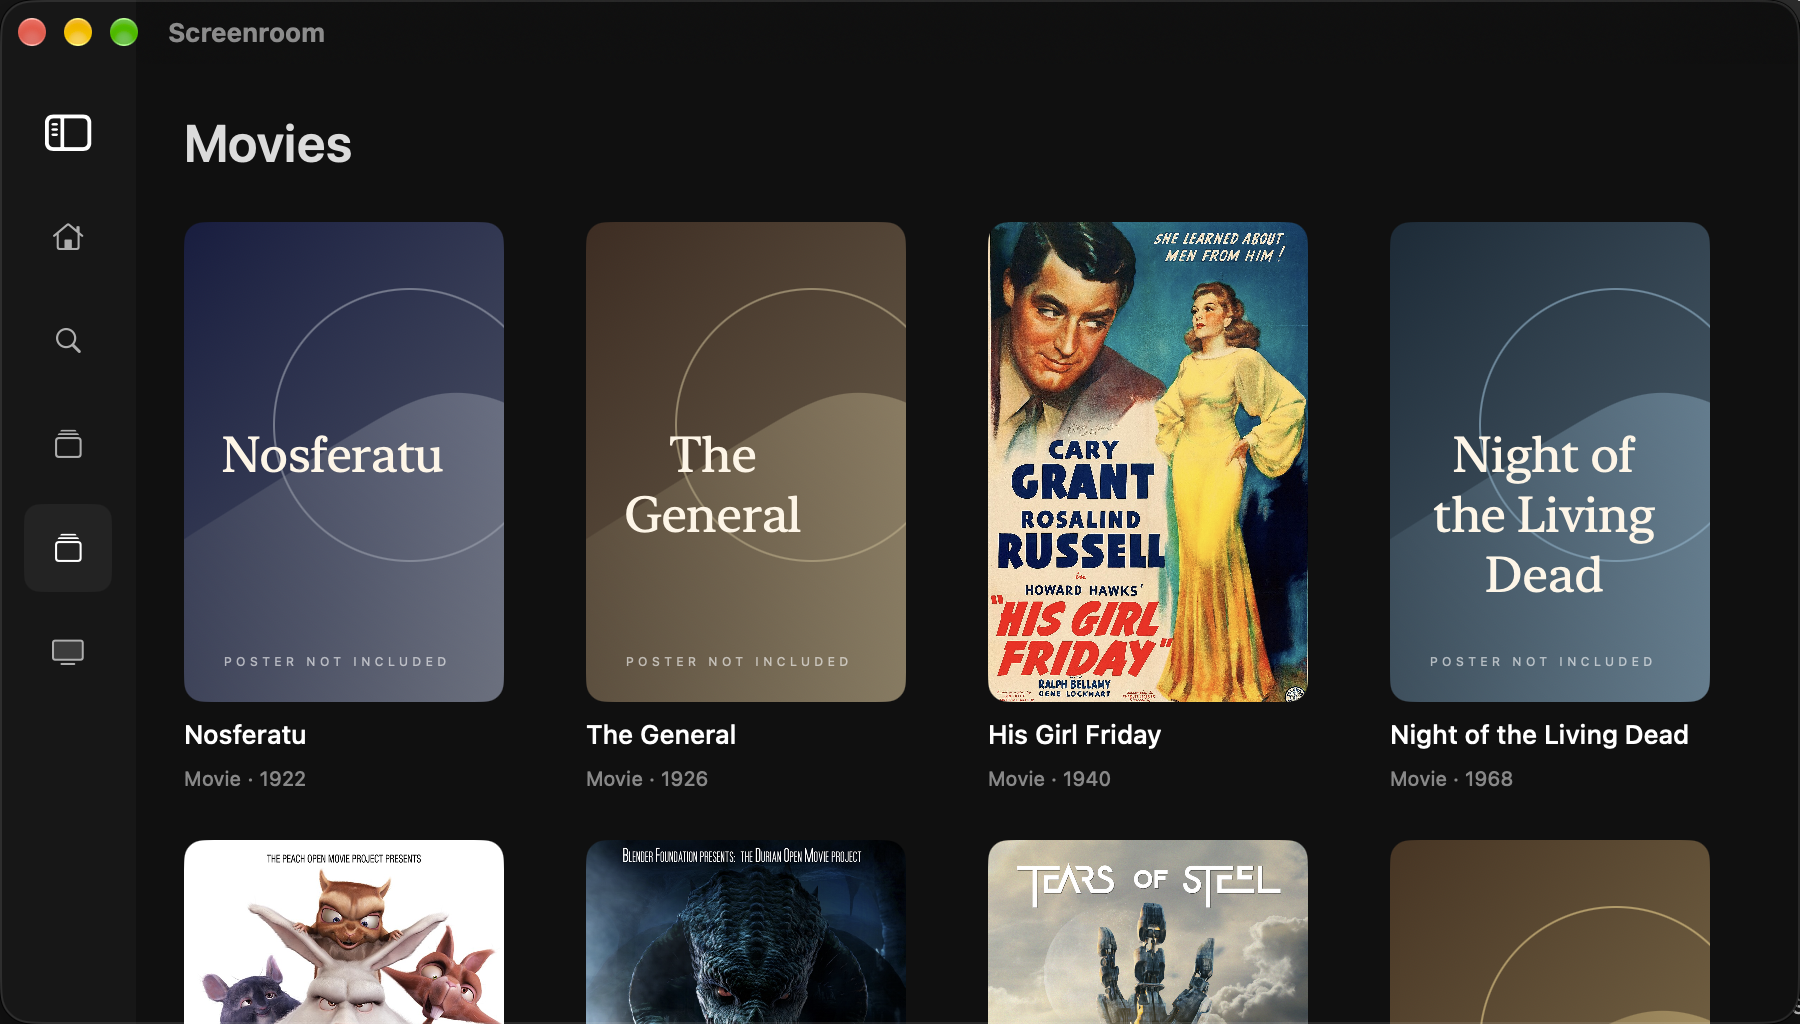 Screenroom
Movies
Nosferatu
POSTER NOT INCLUDED
The
General
POSTER NOT INCLUDED
SHE LEARNED ABOUT
MEN FROM HIM!
CARY
GRANT
ROSALIND
RUSSELL
in
HOWARD HAWKS'
"HIS GIRL
FRIDAY"
RALPH BELLAMY
GENE LOCKHART
Night of
the Living
Dead
POSTER NOT INCLUDED
Nosferatu
Movie · 1922
The General
Movie · 1926
His Girl Friday
Movie · 1940
Night of the Living Dead
Movie · 1968
THE PEACH OPEN MOVIE PROJECT PRESENTS
BLENDER FOUNDATION PRESENTS: THE DURIAN OPEN MOVIE PROJECT
TEARS OF STEEL